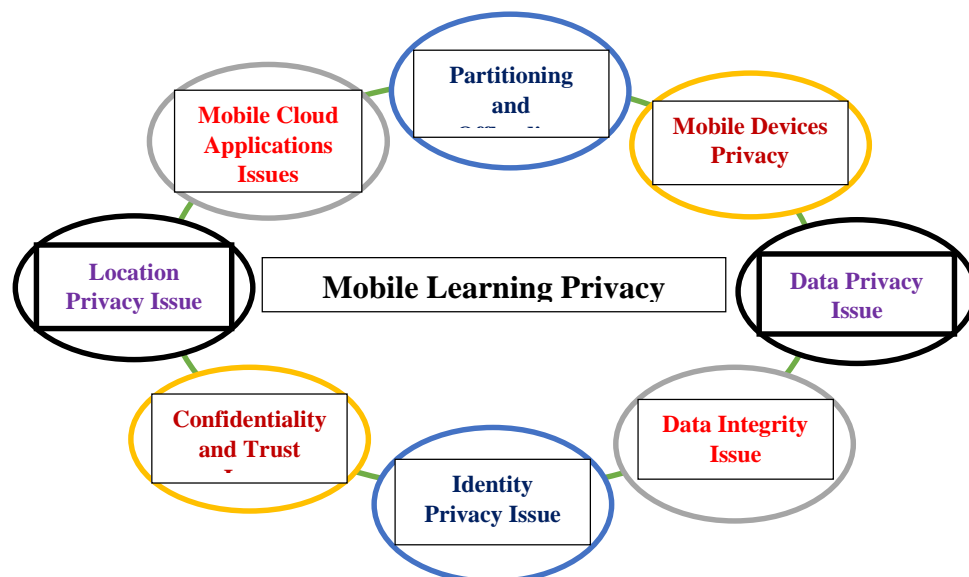 Partitioning
and
Mobile Cloud
Applications
Issues
Mobile Devices
Privacy
Location
Privacy Issue
Mobile Learning Privacy
Data Privacy
Issue
Confidentiality
and Trust
Data Integrity
Issue
Identity
Privacy Issue